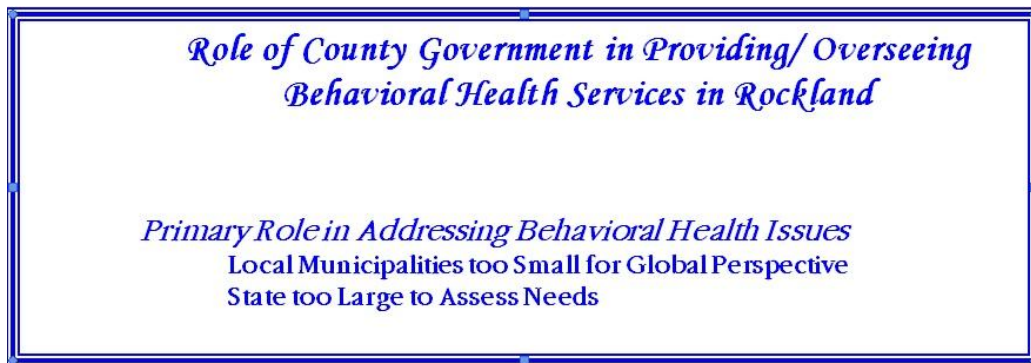 Role of County Government in Providing/ Overseeing
Behavioral Health Services in Rockland
Primary Role in Addressing Behavioral Health Issues
Local Municipalities too Small for Global Perspective
State too Large to Assess Needs